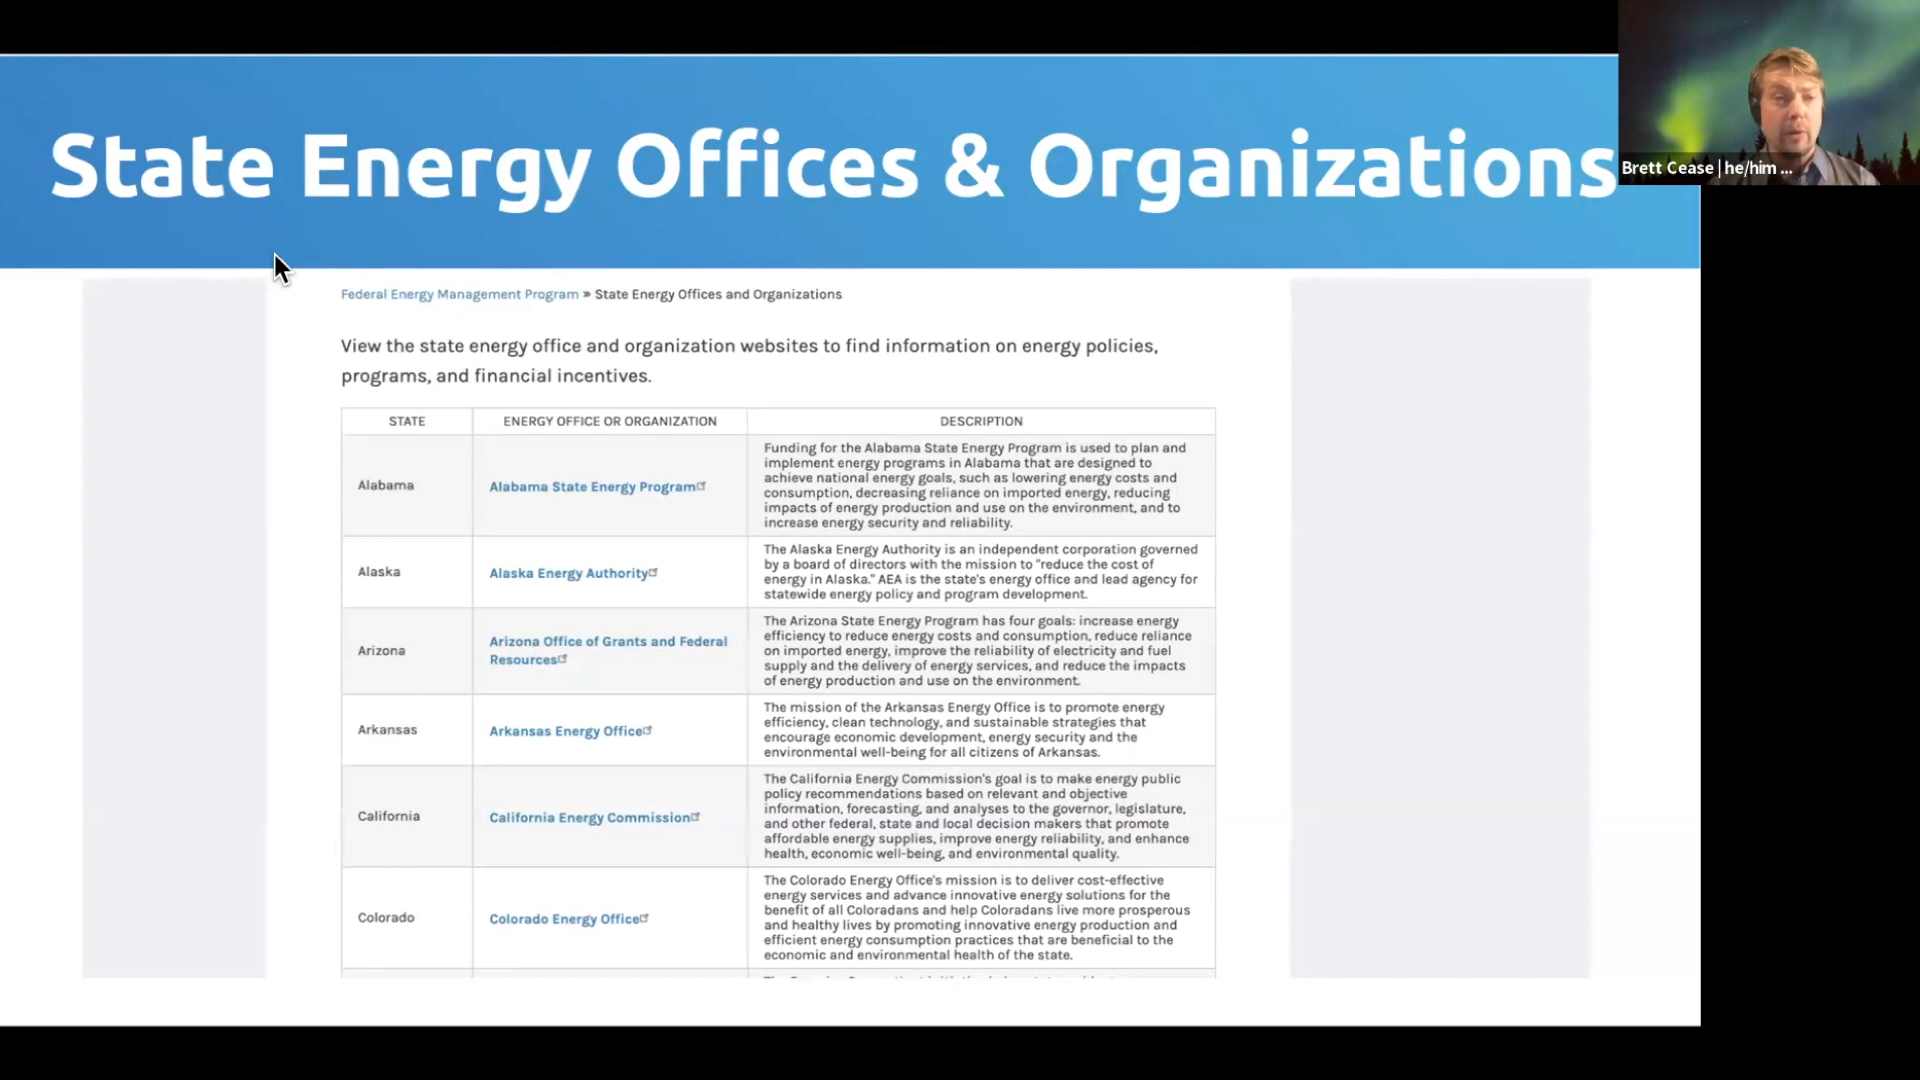 State Energy Offices & Organizations
Brett Cease | he/him ...
Federal Energy Management Program » State Energy Offices and Organizations
View the state energy office and organization websites to find information on energy policies,
programs, and financial incentives.
STATE
ENERGY OFFICE OR ORGANIZATION
DESCRIPTION
Alabama
Alabama State Energy Program
Funding for the Alabama State Energy Program is used to plan and
implement energy programs in Alabama that are designed to
achieve national energy goals, such as lowering energy costs and
consumption, decreasing reliance on imported energy, reducing
impacts of energy production and use on the environment, and to
increase energy security and reliability.
Alaska
Alaska Energy Authority
The Alaska Energy Authority is an independent corporation governed
by a board of directors with the mission to "reduce the cost of
energy in Alaska." AEA is the state's energy office and lead agency for
statewide energy policy and program development.
Arizona
Arizona Office of Grants and Federal
Resources
The Arizona State Energy Program has four goals: increase energy
efficiency to reduce energy costs and consumption, reduce reliance
on imported energy, improve the reliability of electricity and fuel
supply and the delivery of energy services, and reduce the impacts
of energy production and use on the environment.
Arkansas
Arkansas Energy Office
The mission of the Arkansas Energy Office is to promote energy
efficiency, clean technology, and sustainable strategies that
encourage economic development, energy security and the
environmental well-being for all citizens of Arkansas.
California
California Energy Commission
The California Energy Commission's goal is to make energy public
policy recommendations based on relevant and objective
information, forecasting, and analyses to the governor, legislature,
and other federal, state and local decision makers that promote
affordable energy supplies, improve energy reliability, and enhance
health, economic well-being, and environmental quality.
Colorado
Colorado Energy Office
The Colorado Energy Office's mission is to deliver cost-effective
energy services and advance innovative energy solutions for the
benefit of all Coloradans and help Coloradans live more prosperous
and healthy lives by promoting innovative energy production and
efficient energy consumption practices that are beneficial to the
economic and environmental health of the state.